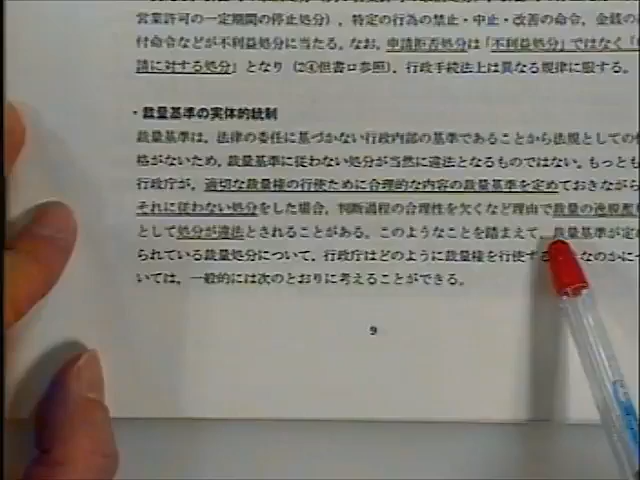 営業許可の一定期間の停止処分），特定の行為の禁止・中止・改善の命令，金銭の
付命令などが不利益処分に当たる。なお，申請拒否処分は「不利益処分」ではなく「
請に対する処分」となり（2④但書ロ参照），行政手続法上は異なる規律に服する。
・裁量基準の実体的統制
裁量基準は，法律の委任に基づかない行政内部の基準であることから法規としての
格がないため，裁量基準に従わない処分が当然に違法となるものではない。もっとも
行政庁が，適切な裁量権の行使ために合理的な内容の裁量基準を定めておきながら
それに従わない処分をした場合，判断過程の合理性を欠くなど理由で裁量の逸脱濫
として処分が違法とされることがある。このようなことを踏まえて，裁量基準が定
られている裁量処分について，行政庁はどのように裁量権を行使す なのかに
いては，一般的には次のとおりに考えることができる。
9